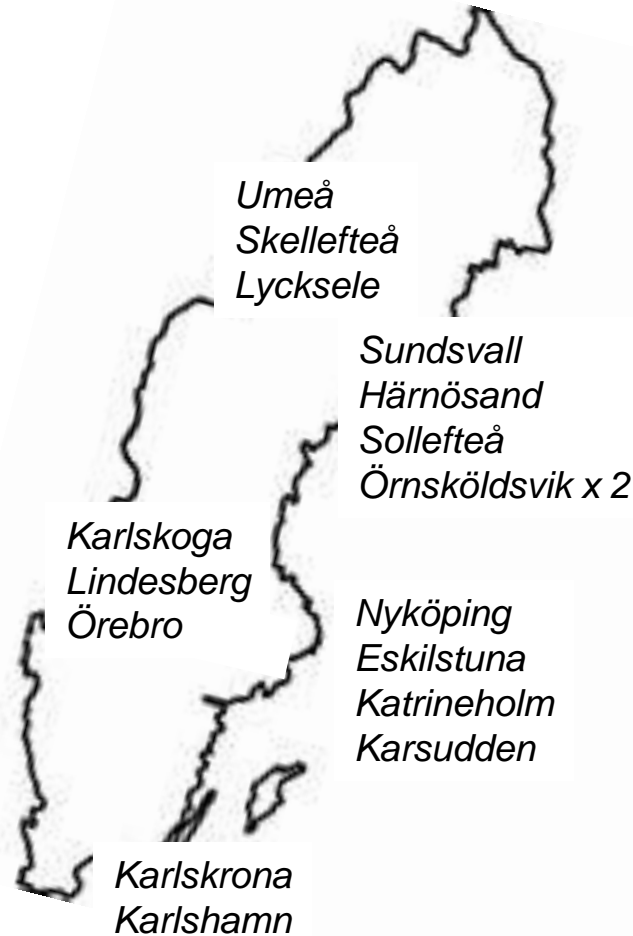 Umeå
Skellefteå
Lycksele
Sundsvall
Härnösand
Sollefteå
Örnsköldsvik x 2
Karlskoga
Lindesberg
Örebro
Nyköping
Eskilstuna
Katrineholm
Karsudden
Karlskrona
Karlshamn